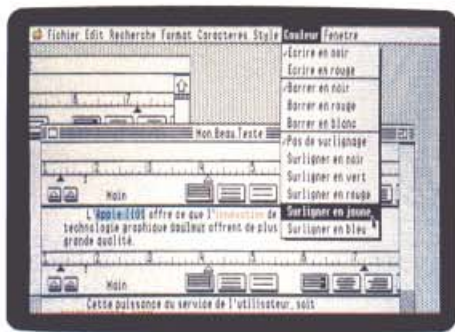 Fichier Edit Recherche Format Caracteres Style Couleur Fenetre
✓Ecrire en noir
Ecrire en rouge
✓Barrer en noir
Barrer en rouge
Barrer en blanc
✓Pas de surlignage
Surligner en noir
Surligner en vert
Surligner en rouge
Surligner en jaune
Surligner en bleu
Mon Beau Texte
Main
L'Apple IIGS offre ce que l'innovation de
technologie graphique couleur offrent de plus
grande qualité.
Main
Cette puissance au service de l'utilisateur, soit